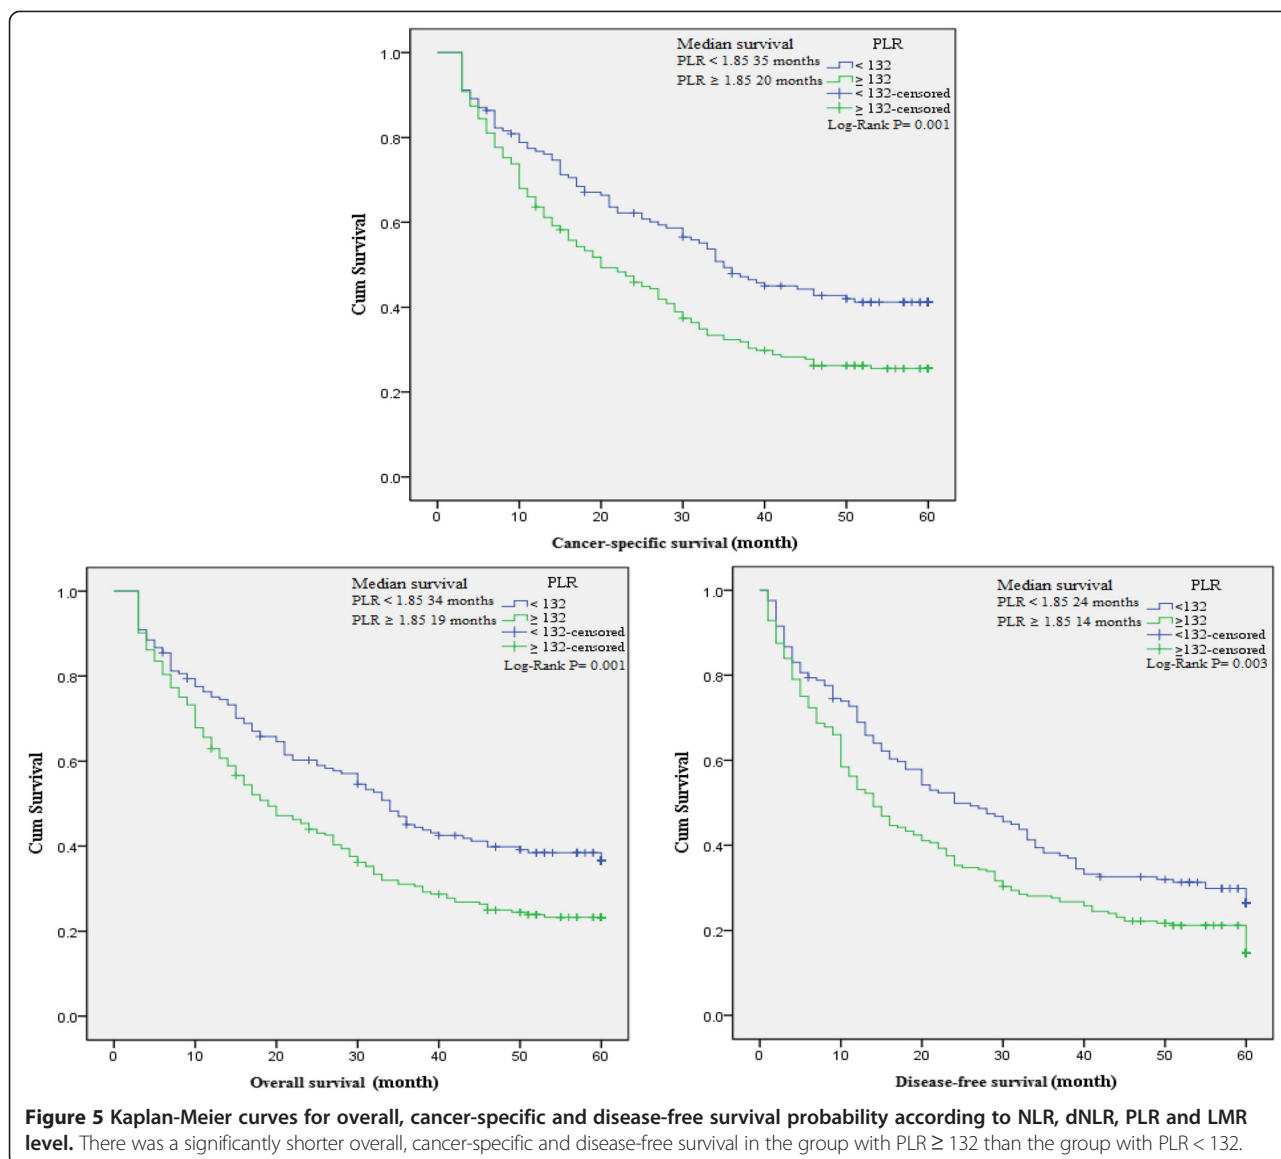 Median survival
PLR < 1.85 35 months
PLR ≥ 1.85 20 months
PLR
< 132
≥ 132
< 132-censored
≥ 132-censored
Log-Rank P= 0.001
Cum Survival
1.0
0.8
0.6
0.4
0.2
0.0
0 10 20 30 40 50 60
Cancer-specific survival (month)
Median survival
PLR < 1.85 34 months
PLR ≥ 1.85 19 months
PLR
< 132
≥ 132
< 132-censored
≥ 132-censored
Log-Rank P= 0.001
Cum Survival
1.0
0.8
0.6
0.4
0.2
0.0
0 10 20 30 40 50 60
Overall survival (month)
Median survival
PLR < 1.85 24 months
PLR ≥ 1.85 14 months
PLR
<132
≥132
<132-censored
≥132-censored
Log-Rank P= 0.003
Cum Survival
1.0
0.8
0.6
0.4
0.2
0.0
0 10 20 30 40 50 60
Disease-free survival (month)
Figure 5 Kaplan-Meier curves for overall, cancer-specific and disease-free survival probability according to NLR, dNLR, PLR and LMR
level. There was a significantly shorter overall, cancer-specific and disease-free survival in the group with PLR ≥ 132 than the group with PLR < 132.